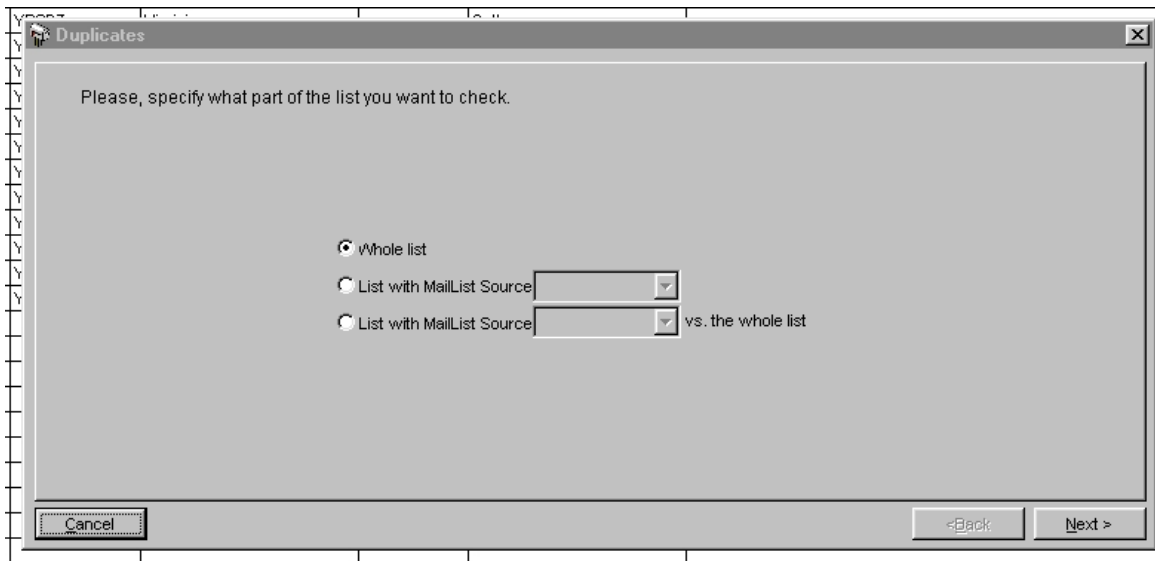 Duplicates
Please, specify what part of the list you want to check.
Whole list
List with MailList Source
List with MailList Source vs. the whole list
Cancel <Back Next >